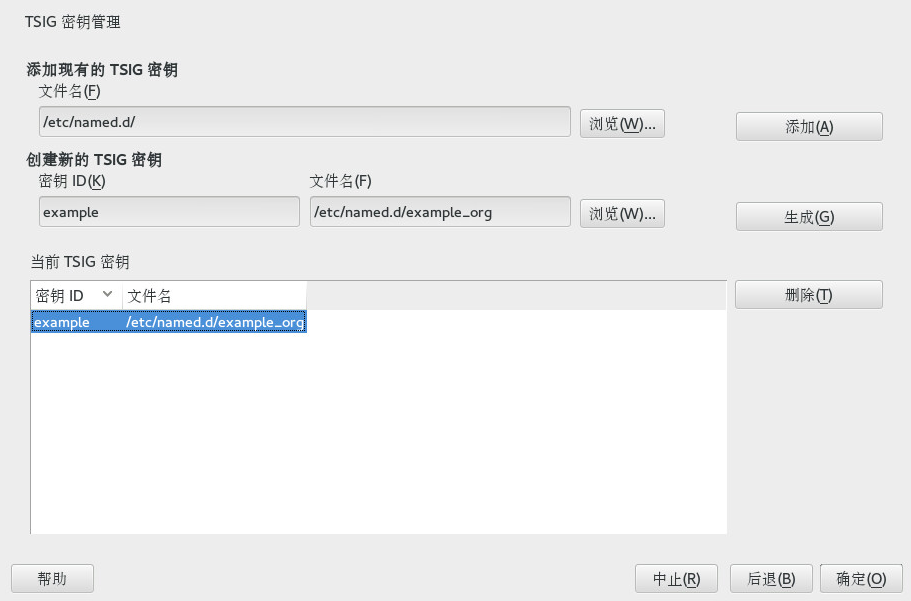 TSIG 密钥管理
添加现有的 TSIG 密钥
文件名(F)
/etc/named.d/ 浏览(W)... 添加(A)
创建新的 TSIG 密钥
密钥 ID(K) 文件名(F)
example /etc/named.d/example_org 浏览(W)... 生成(G)
当前 TSIG 密钥
密钥 ID 文件名 删除(T)
example /etc/named.d/example_org
帮助 中止(R) 后退(B) 确定(O)